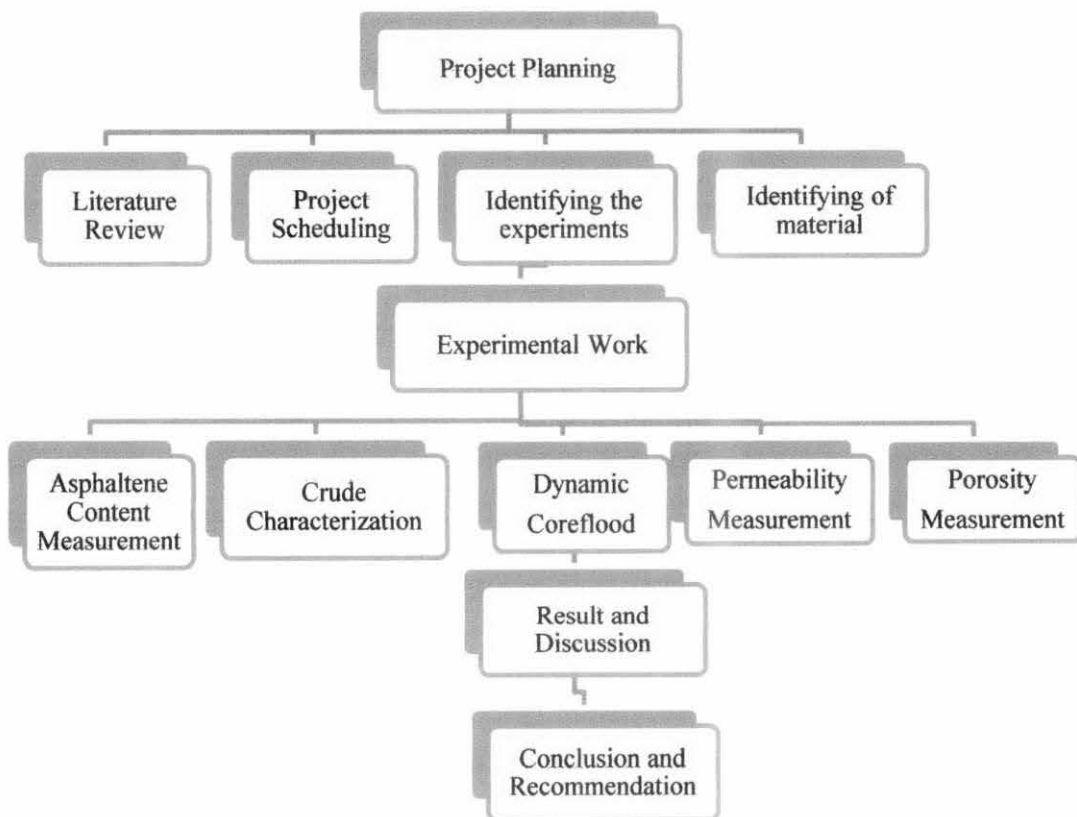 Project Planning
Literature
Review
Project
Scheduling
Identifying the
experiments
Identifying of
material
Experimental Work
Asphaltene
Content
Measurement
Crude
Characterization
Dynamic
Coreflood
Permeability
Measurement
Porosity
Measurement
Result and
Discussion
Conclusion and
Recommendation